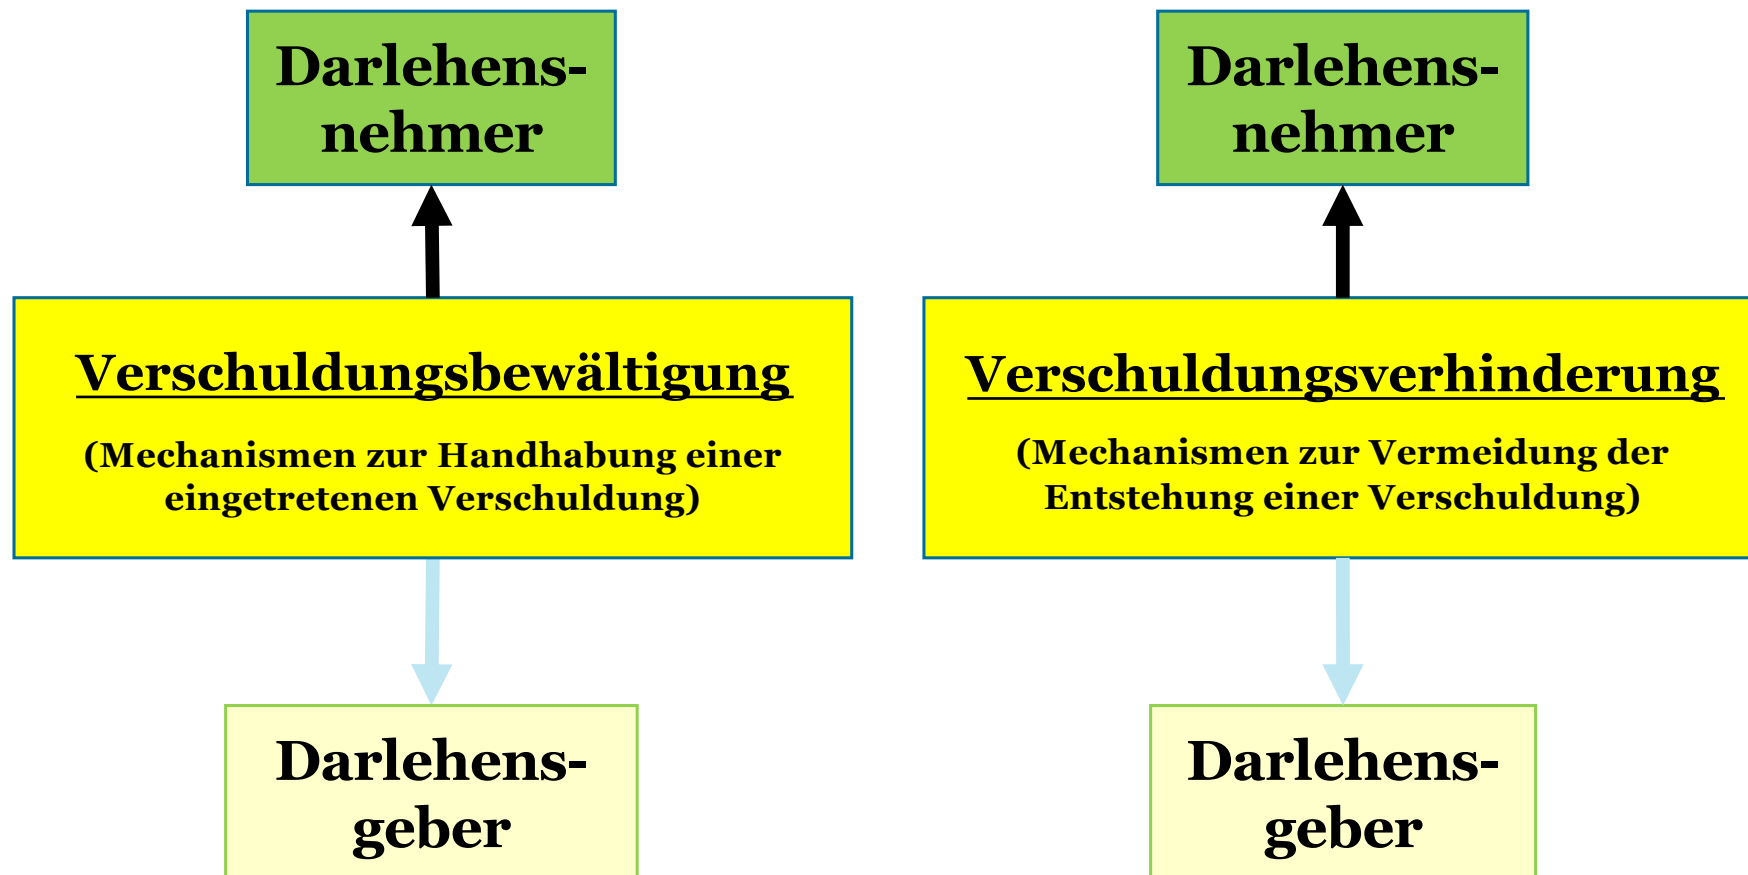 Darlehens-
nehmer
Verschuldungsbewältigung
(Mechanismen zur Handhabung einer
eingetretenen Verschuldung)
Darlehens-
geber
Darlehens-
nehmer
Verschuldungsverhinderung
(Mechanismen zur Vermeidung der
Entstehung einer Verschuldung)
Darlehens-
geber